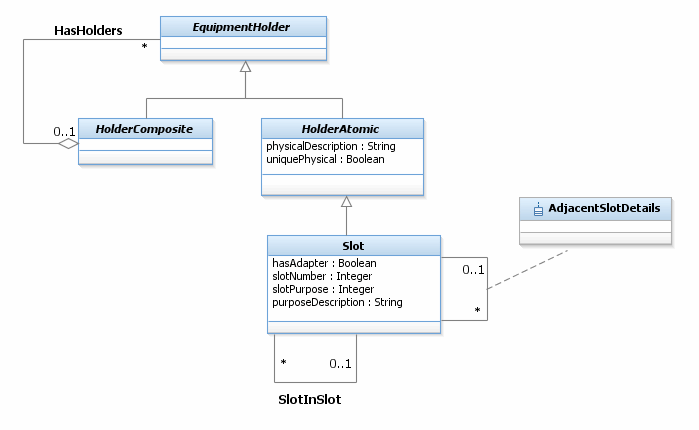 EquipmentHolder
HasHolders
*
0..1
HolderComposite
HolderAtomic
physicalDescription : String
uniquePhysical : Boolean
AdjacentSlotDetails
Slot
hasAdapter : Boolean
slotNumber : Integer
slotPurpose : Integer
purposeDescription : String
0..1
*
* 0..1
SlotInSlot